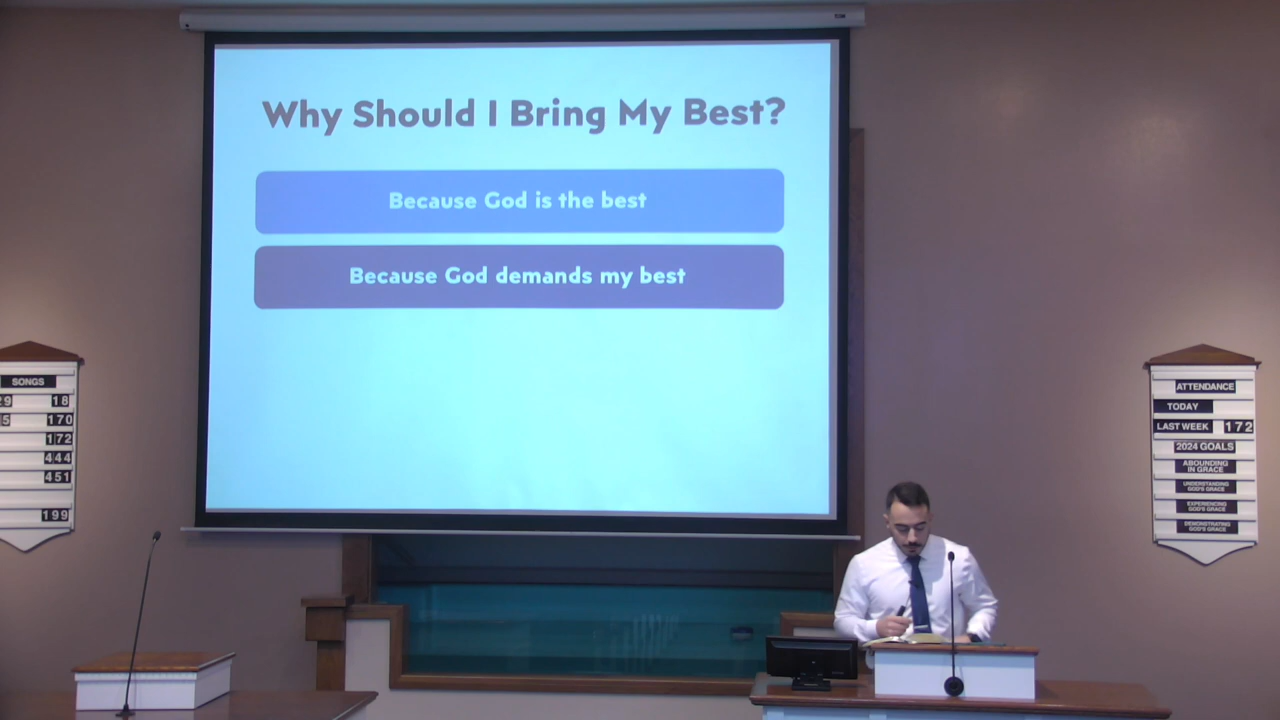 Why Should I Bring My Best?
Because God is the best
Because God demands my best
SONGS
29 18
5 170
172
444
451
199
ATTENDANCE
TODAY
LAST WEEK 172
2024 GOALS
ABOUNDING
IN GRACE
UNDERSTANDING
GOD'S GRACE
EXPERIENCING
GOD'S GRACE
DEMONSTRATING
GOD'S GRACE